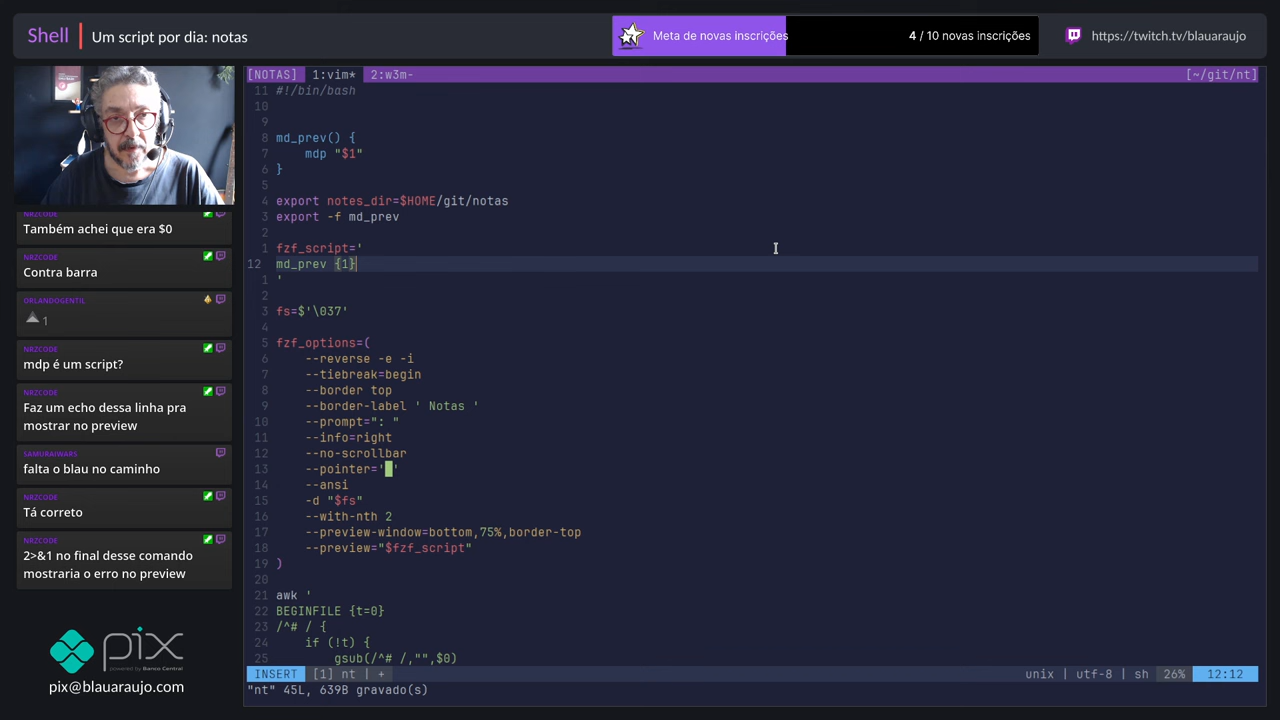 Shell
Um script por dia: notas
Meta de novas inscrições
4 / 10 novas inscrições
https://twitch.tv/blauaraujo
NRZCODE
Também achei que era $0
NRZCODE
Contra barra
ORLANDOGENTIL
1
NRZCODE
mdp é um script?
NRZCODE
Faz um echo dessa linha pra
mostrar no preview
SAMURAIWARS
falta o blau no caminho
NRZCODE
Tá correto
NRZCODE
2>&1 no final desse comando
mostraria o erro no preview
pix
powered by Banco Central
pix@blauaraujo.com
[NOTAS] 1:vim* 2:w3m- [~/git/nt]
11 #!/bin/bash
10
9
8 md_prev() {
7 mdp "$1"
6 }
5
4 export notes_dir=$HOME/git/notas
3 export -f md_prev
2
1 fzf_script='
12 md_prev {1}
1 '
2
3 fs=$'\037'
4
5 fzf_options=(
6 --reverse -e -i
7 --tiebreak=begin
8 --border top
9 --border-label ' Notas '
10 --prompt=": "
11 --info=right
12 --no-scrollbar
13 --pointer='█'
14 --ansi
15 -d "$fs"
16 --with-nth 2
17 --preview-window=bottom,75%,border-top
18 --preview="$fzf_script"
19 )
20
21 awk '
22 BEGINFILE {t=0}
23 /^# / {
24 if (!t) {
25 gsub(/^# /,"",$0)
INSERT [1] nt | + unix | utf-8 | sh 26% 12:12
"nt" 45L, 639B gravado(s)